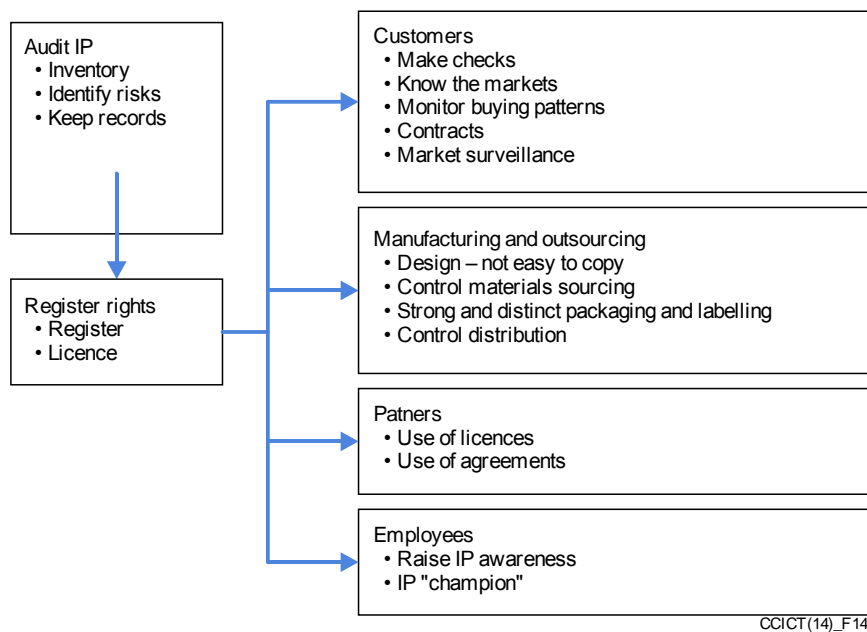 Audit IP
• Inventory
• Identify risks
• Keep records
Register rights
• Register
• Licence
Customers
• Make checks
• Know the markets
• Monitor buying patterns
• Contracts
• Market surveillance
Manufacturing and outsourcing
• Design – not easy to copy
• Control materials sourcing
• Strong and distinct packaging and labelling
• Control distribution
Patners
• Use of licences
• Use of agreements
Employees
• Raise IP awareness
• IP "champion"
CCICT(14)_F14